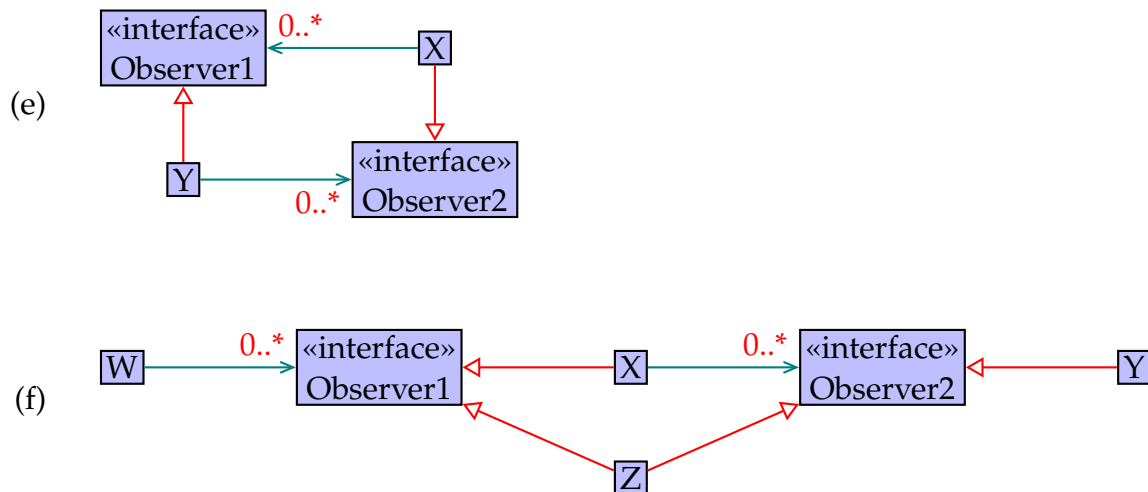 (e)
«interface»
Observer1
0..*
X
Y
0..*
«interface»
Observer2
(f)
W
0..*
«interface»
Observer1
X
0..*
«interface»
Observer2
Y
Z